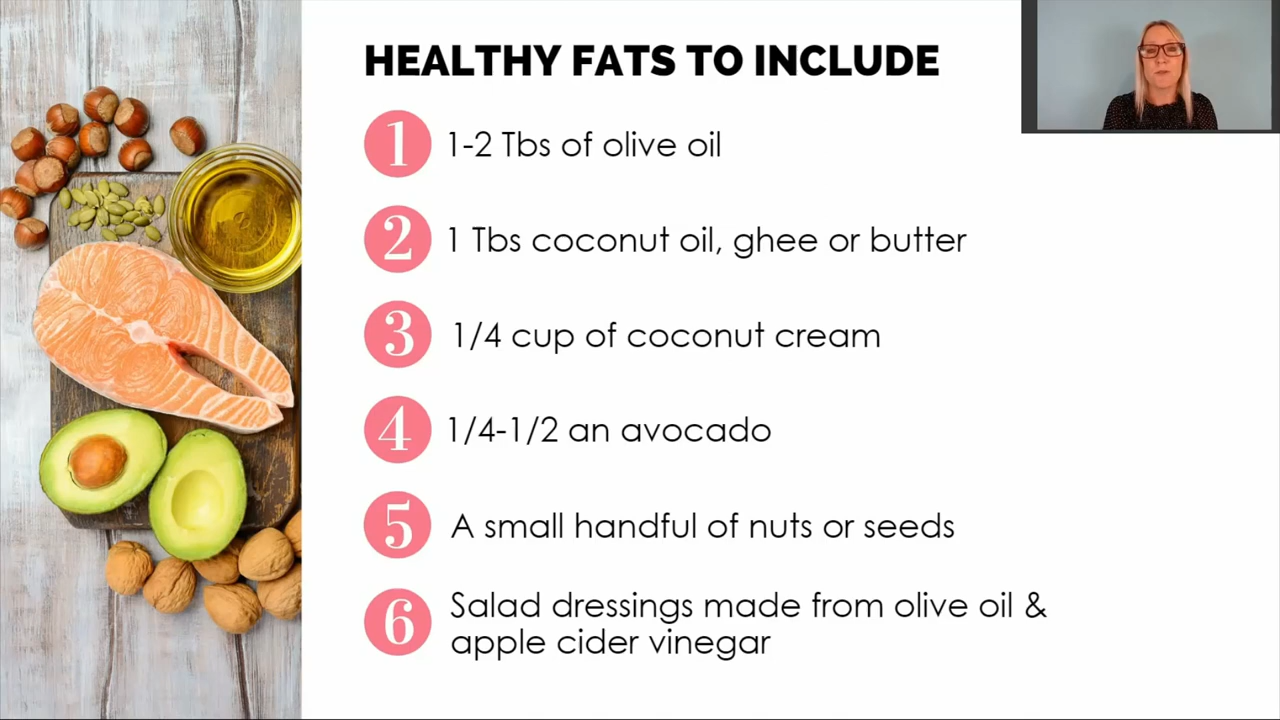 HEALTHY FATS TO INCLUDE
1 1-2 Tbs of olive oil
2 1 Tbs coconut oil, ghee or butter
3 1/4 cup of coconut cream
4 1/4-1/2 an avocado
5 A small handful of nuts or seeds
6 Salad dressings made from olive oil &
apple cider vinegar